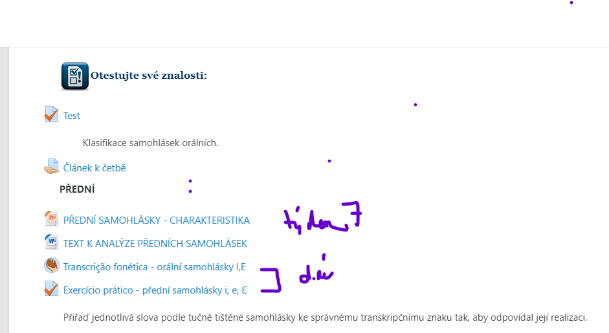 Otestujte své znalosti:
Test
Klasifikace samohlásek orálních.
Článek k četbě
PŘEDNÍ
PŘEDNÍ SAMOHLÁSKY - CHARAKTERISTIKA
týden,
TEXT K ANALÝZE PŘEDNÍCH SAMOHLÁSEK
Transcrição fonética - orální samohlásky I,E
Exercício prático - přední samohlásky i, e, Ɛ
Přiřaď jednotlivá slova podle tučně tištěné samohlásky ke správnému transkripčnímu znaku tak, aby odpovídal její realizaci.